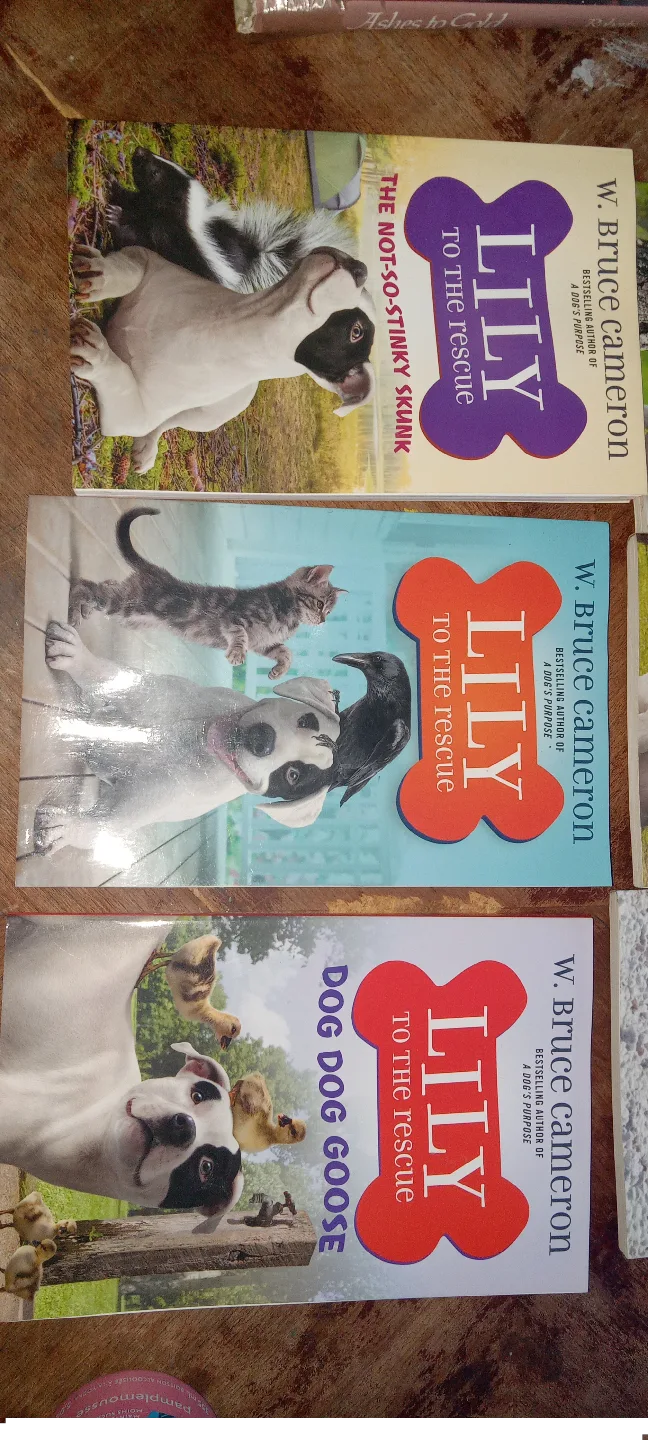 Ashes to Gold
W. Bruce Cameron
BESTSELLING AUTHOR OF
A DOG'S PURPOSE
LILY
TO THE rescue
THE NOT-SO-STINKY SKUNK
W. Bruce Cameron
BESTSELLING AUTHOR OF
A DOG'S PURPOSE
LILY
TO THE rescue
W. Bruce Cameron
BESTSELLING AUTHOR OF
A DOG'S PURPOSE
LILY
TO THE rescue
DOG DOG GOOSE
pamplemousse